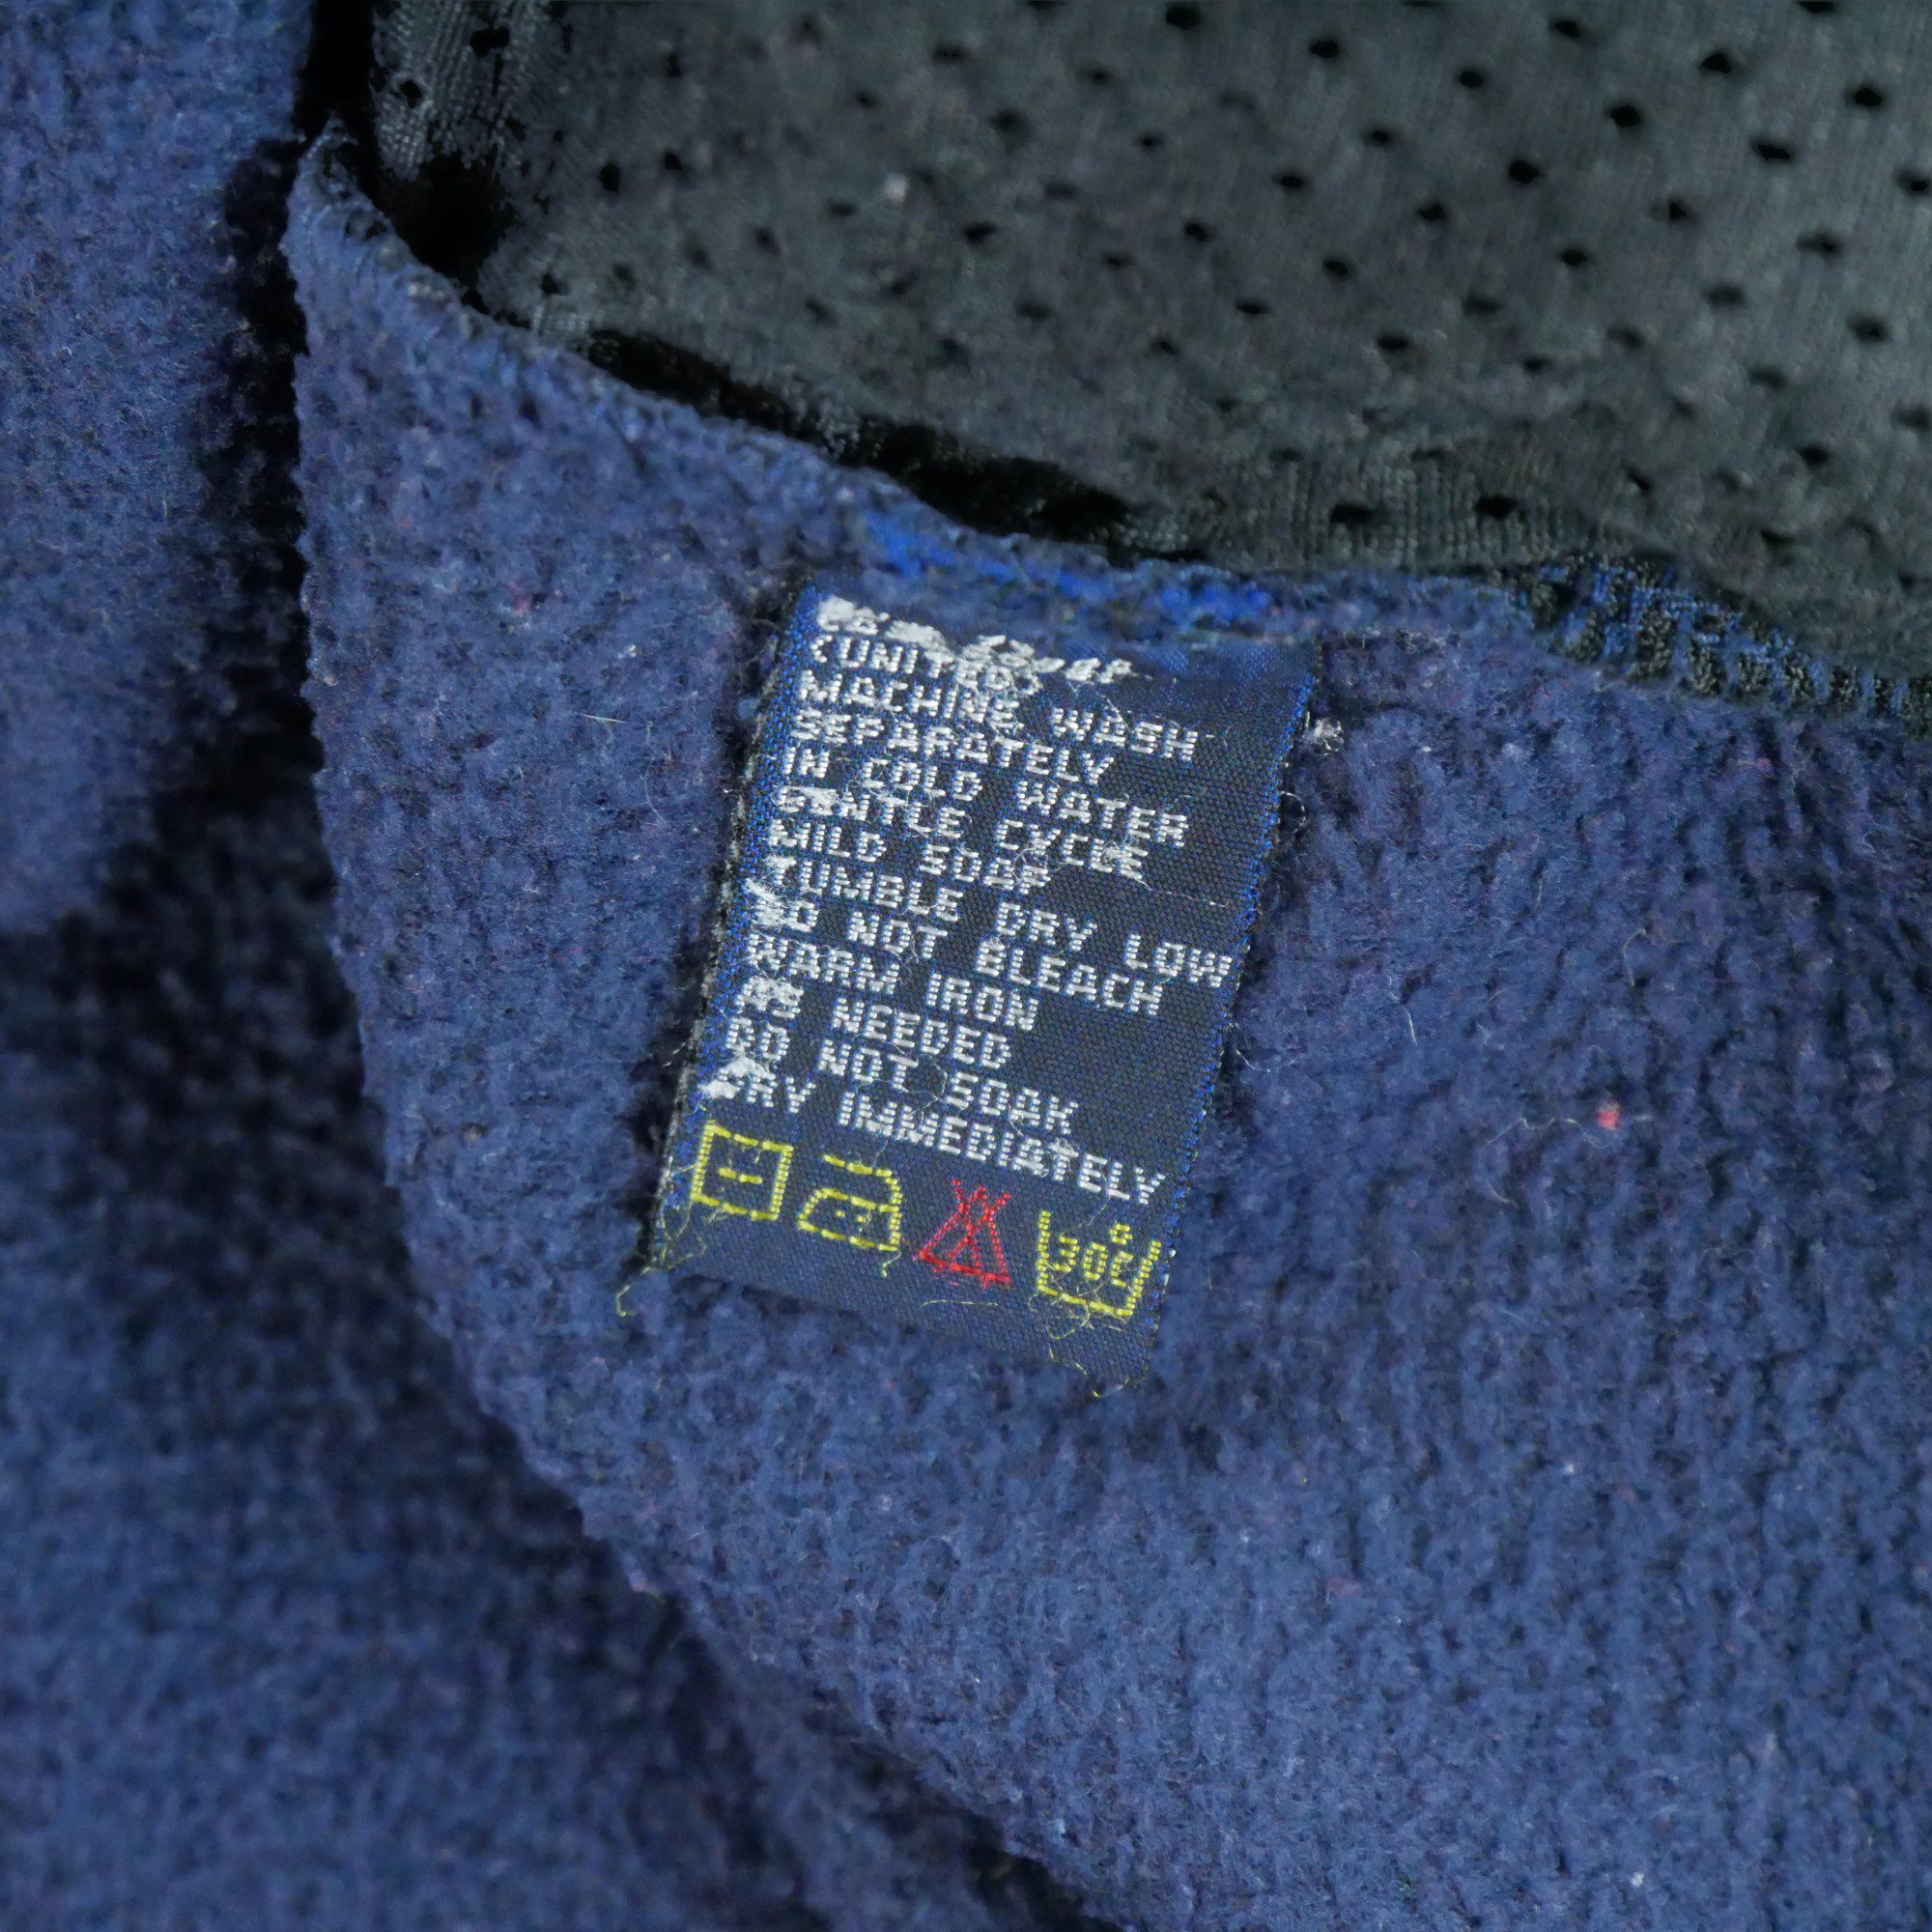 MACHINE WASH
SEPARATELY
IN COLD WATER
GENTLE CYCLE
MILD SOAP
TUMBLE DRY LOW
DO NOT BLEACH
WARM IRON
AS NEEDED
DO NOT SOAK
DRY IMMEDIATELY
30°C